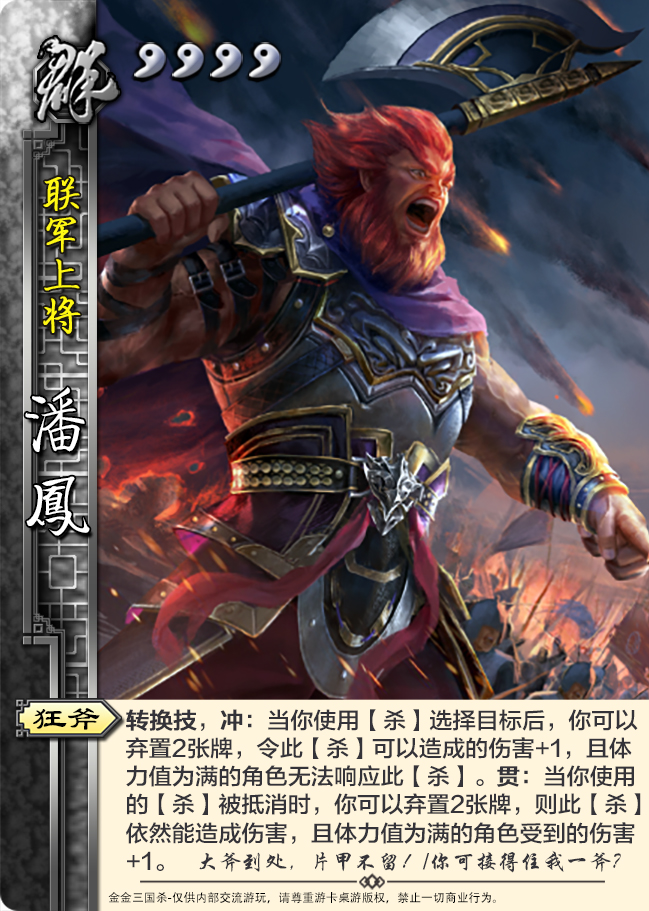 群
联军上将
潘鳳
狂斧
转换技，冲：当你使用【杀】选择目标后，你可以
弃置2张牌，令此【杀】可以造成的伤害+1，且体
力值为满的角色无法响应此【杀】。贯：当你使用
的【杀】被抵消时，你可以弃置2张牌，则此【杀】
依然能造成伤害，且体力值为满的角色受到的伤害
+1。 大斧到处，片甲不留！/你可接得住我一斧？
金金三国杀-仅供内部交流游玩，请尊重游卡桌游版权，禁止一切商业行为。